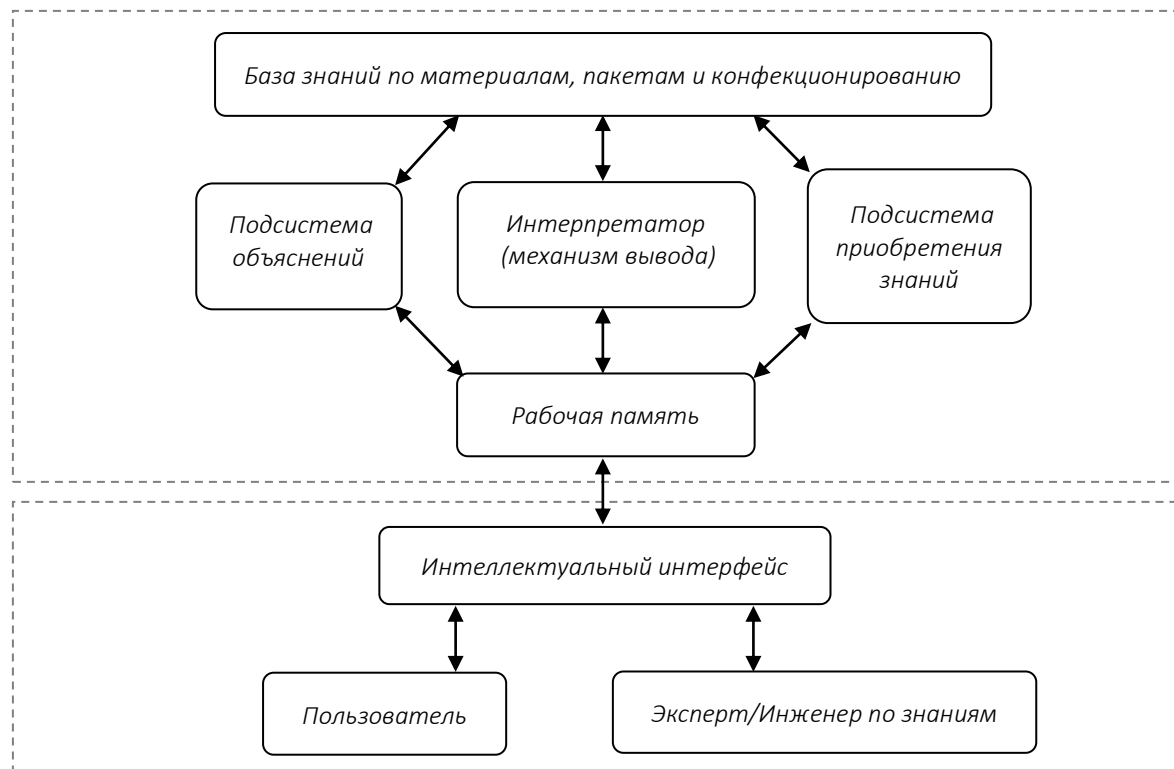 База знаний по материалам, пакетам и конфекционированию
Подсистема
объяснений
Интерпретатор
(механизм вывода)
Подсистема
приобретения
знаний
Рабочая память
Интеллектуальный интерфейс
Пользователь
Эксперт/Инженер по знаниям